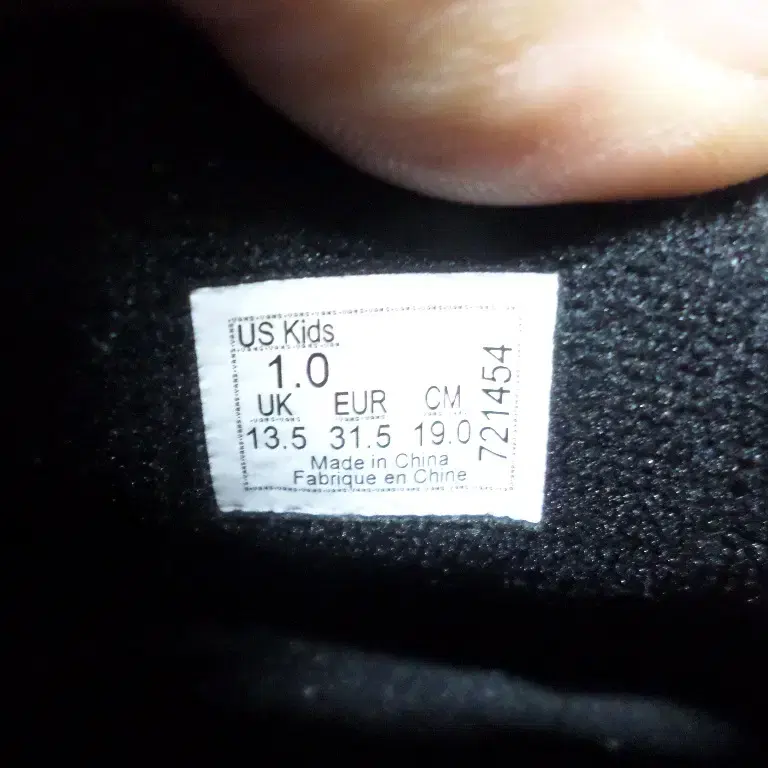 US Kids
1.0
UK EUR CM
13.5 31.5 19.0
Made in China
Fabrique en Chine
721454